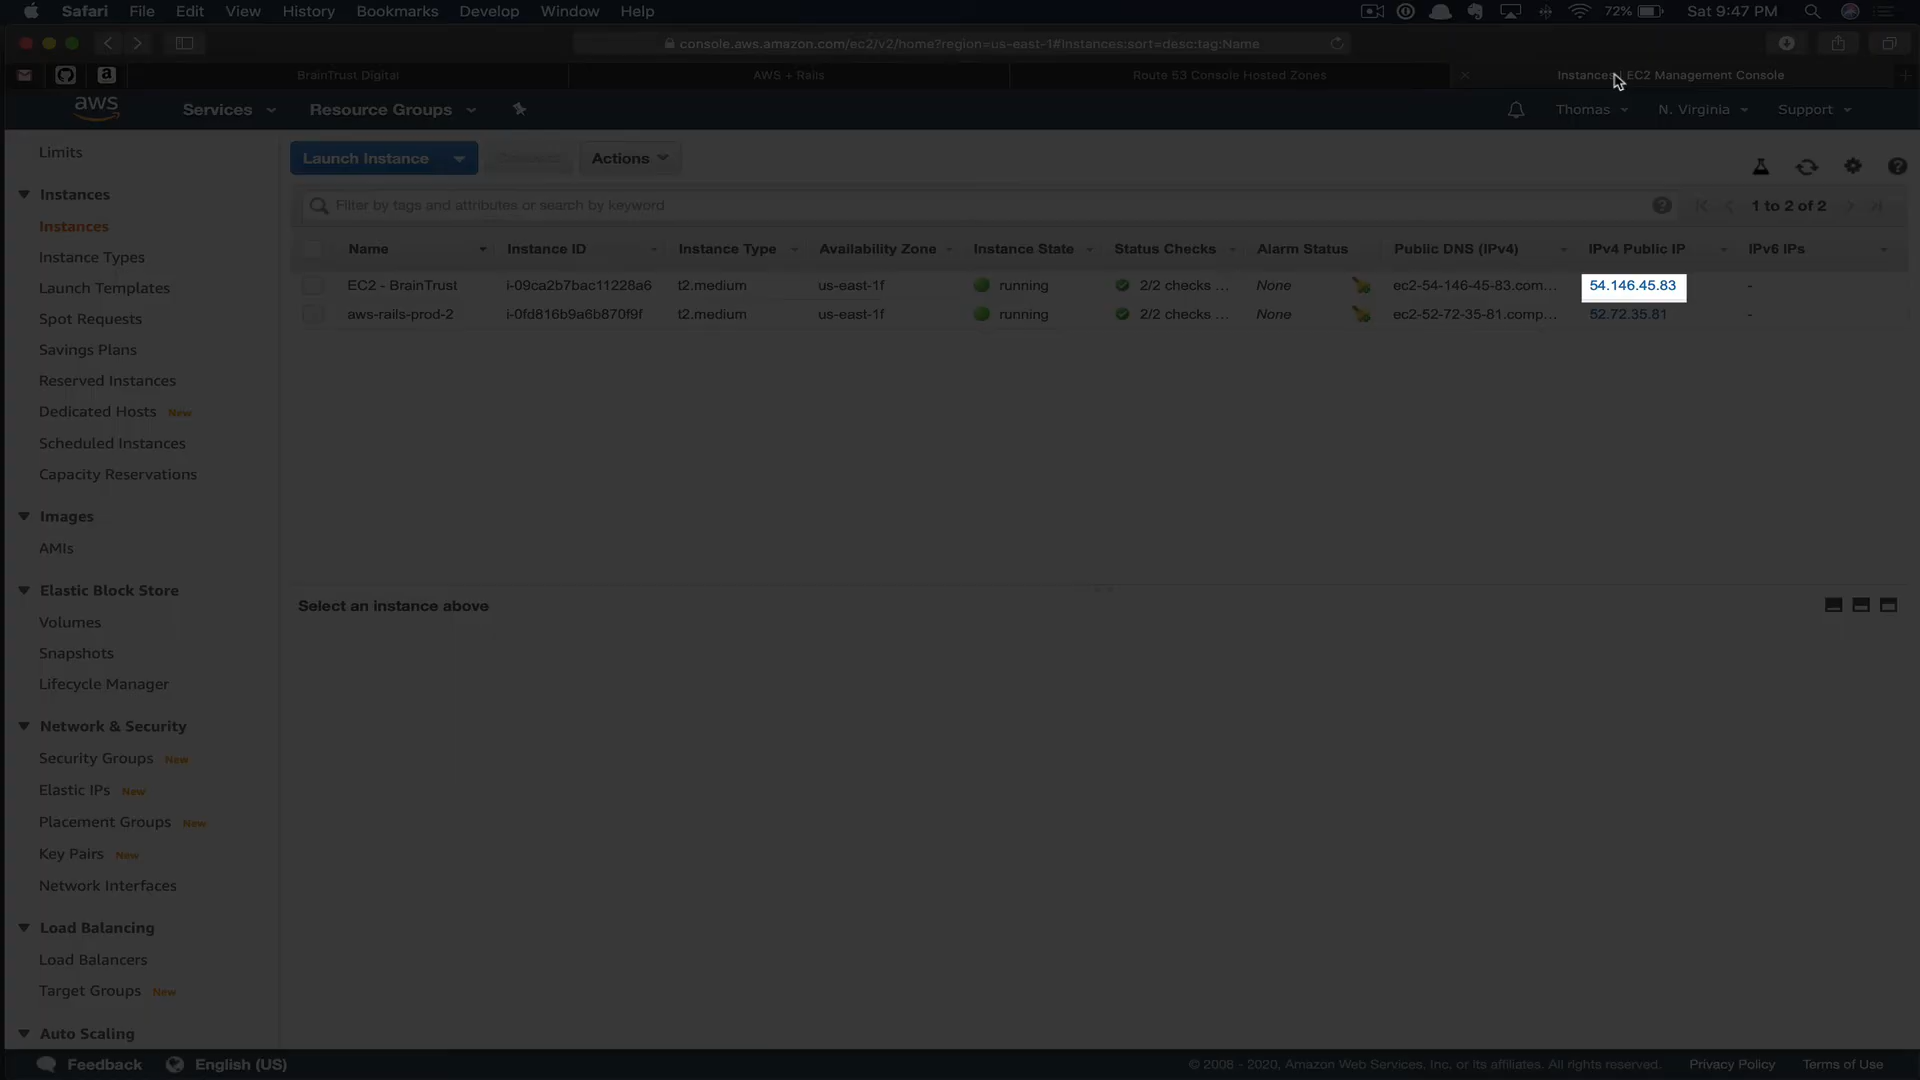 Safari File Edit View History Bookmarks Develop Window Help 72% Sat 9:47 PM
console.aws.amazon.com/ec2/v2/home?region=us-east-1#Instances:sort=desc:tag:Name
BrainTrust Digital AWS + Rails Route 53 Console Hosted Zones Instances | EC2 Management Console
aws Services Resource Groups Thomas N. Virginia Support
Limits
Instances
Instances
Instance Types
Launch Templates
Spot Requests
Savings Plans
Reserved Instances
Dedicated Hosts New
Scheduled Instances
Capacity Reservations
Images
AMIs
Elastic Block Store
Volumes
Snapshots
Lifecycle Manager
Network & Security
Security Groups New
Elastic IPs New
Placement Groups New
Key Pairs New
Network Interfaces
Load Balancing
Load Balancers
Target Groups New
Auto Scaling
Launch Instance Connect Actions
Filter by tags and attributes or search by keyword 1 to 2 of 2
Name Instance ID Instance Type Availability Zone Instance State Status Checks Alarm Status Public DNS (IPv4) IPv4 Public IP IPv6 IPs
EC2 - BrainTrust i-09ca2b7bac11228a6 t2.medium us-east-1f running 2/2 checks ... None ec2-54-146-45-83.com... 54.146.45.83 -
aws-rails-prod-2 i-0fd816b9a6b870f9f t2.medium us-east-1f running 2/2 checks ... None ec2-52-72-35-81.comp... 52.72.35.81 -
Select an instance above
Feedback English (US) © 2008 - 2020, Amazon Web Services, Inc. or its affiliates. All rights reserved. Privacy Policy Terms of Use